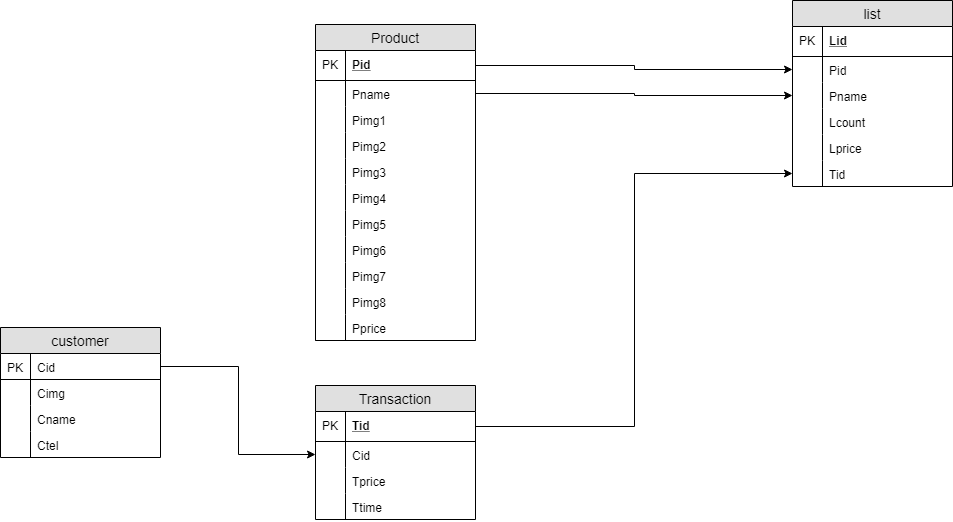 list
PK Lid
Pid
Pname
Lcount
Lprice
Tid
Product
PK Pid
Pname
Pimg1
Pimg2
Pimg3
Pimg4
Pimg5
Pimg6
Pimg7
Pimg8
Pprice
customer
PK Cid
Cimg
Cname
Ctel
Transaction
PK Tid
Cid
Tprice
Ttime